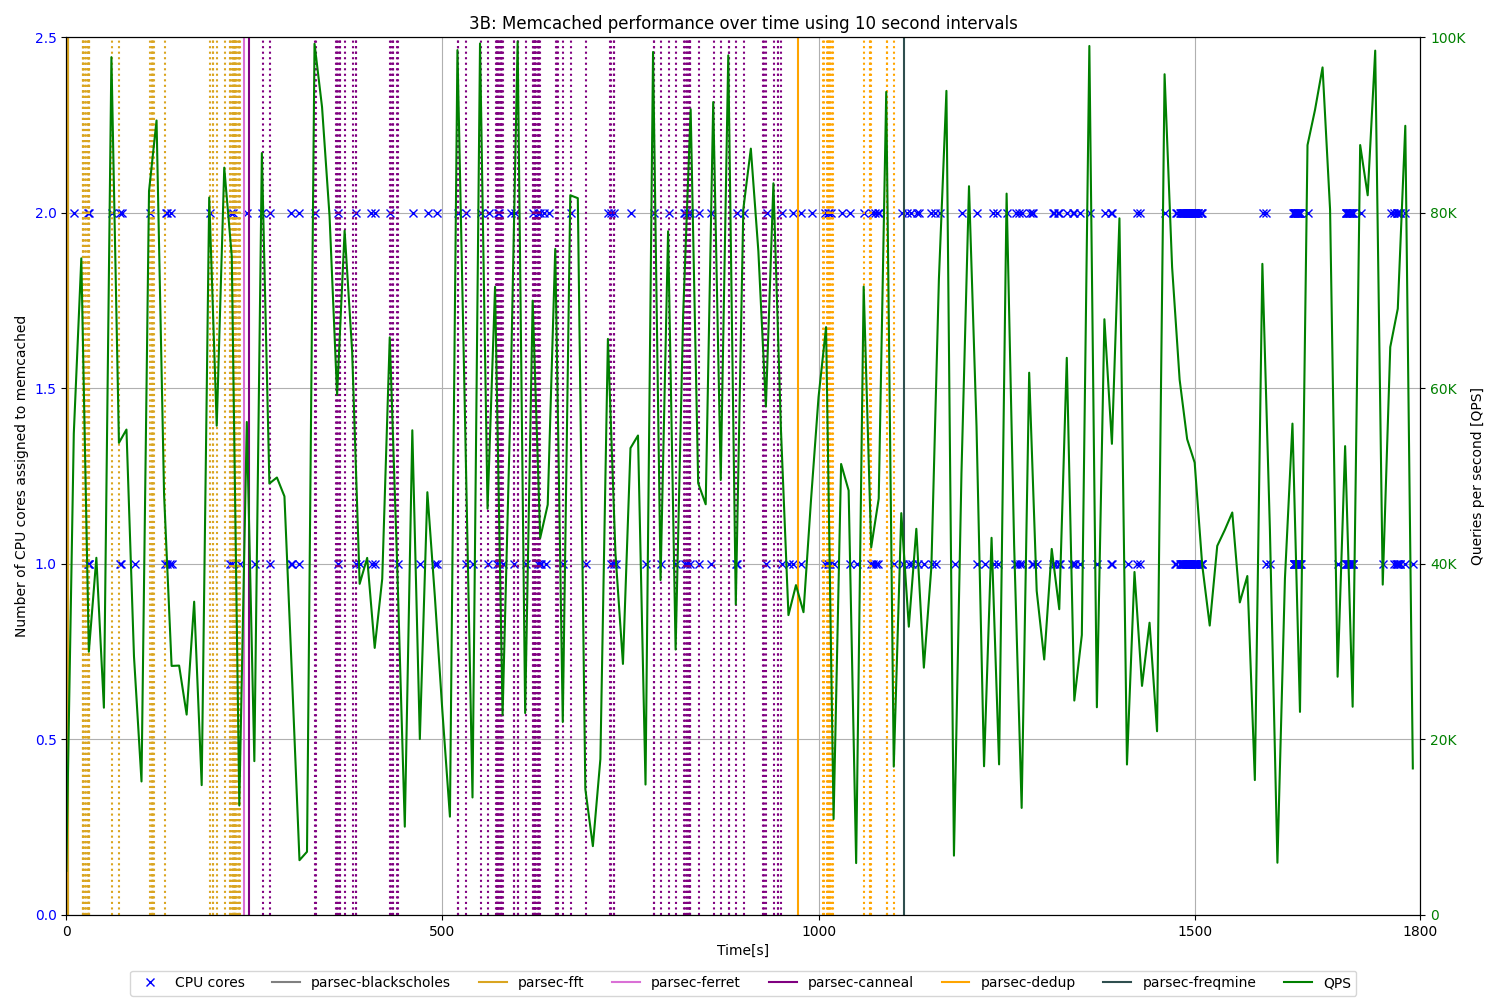 3B: Memcached performance over time using 10 second intervals
2.5
2.0
1.5
1.0
0.5
0.0
Number of CPU cores assigned to memcached
100K
80K
60K
40K
20K
0
Queries per second [QPS]
0 500 1000 1500 1800
Time[s]
CPU cores parsec-blackscholes parsec-fft parsec-ferret parsec-canneal parsec-dedup parsec-freqmine QPS